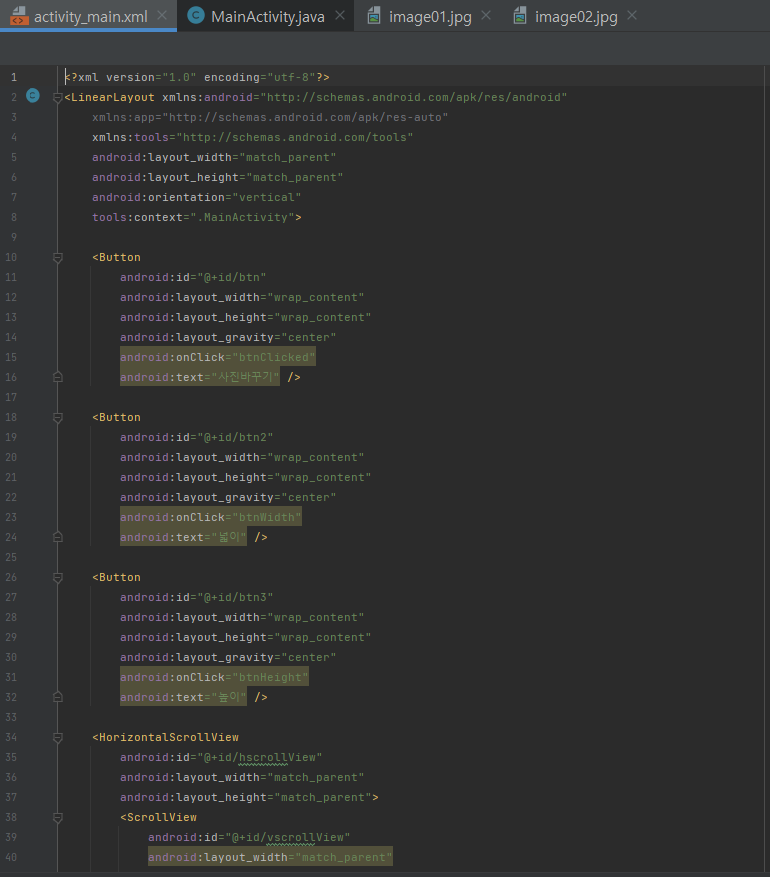 activity_main.xml MainActivity.java image01.jpg image02.jpg
1 <?xml version="1.0" encoding="utf-8"?>
2 <LinearLayout xmlns:android="http://schemas.android.com/apk/res/android"
3 xmlns:app="http://schemas.android.com/apk/res-auto"
4 xmlns:tools="http://schemas.android.com/tools"
5 android:layout_width="match_parent"
6 android:layout_height="match_parent"
7 android:orientation="vertical"
8 tools:context=".MainActivity">
9
10 <Button
11 android:id="@+id/btn"
12 android:layout_width="wrap_content"
13 android:layout_height="wrap_content"
14 android:layout_gravity="center"
15 android:onClick="btnClicked"
16 android:text="사진바꾸기" />
17
18 <Button
19 android:id="@+id/btn2"
20 android:layout_width="wrap_content"
21 android:layout_height="wrap_content"
22 android:layout_gravity="center"
23 android:onClick="btnWidth"
24 android:text="넓이" />
25
26 <Button
27 android:id="@+id/btn3"
28 android:layout_width="wrap_content"
29 android:layout_height="wrap_content"
30 android:layout_gravity="center"
31 android:onClick="btnHeight"
32 android:text="높이" />
33
34 <HorizontalScrollView
35 android:id="@+id/hscrollView"
36 android:layout_width="match_parent"
37 android:layout_height="match_parent">
38 <ScrollView
39 android:id="@+id/vscrollView"
40 android:layout_width="match_parent"